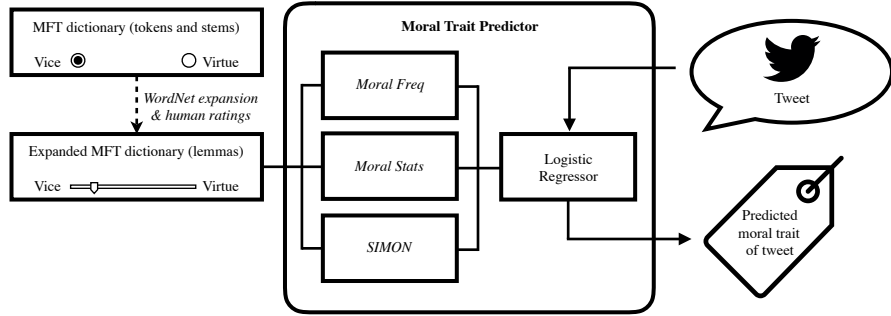 MFT dictionary (tokens and stems)
Vice Virtue
WordNet expansion
& human ratings
Expanded MFT dictionary (lemmas)
Vice Virtue
Moral Trait Predictor
Moral Freq
Moral Stats
SIMON
Logistic
Regressor
Tweet
Predicted
moral trait
of tweet